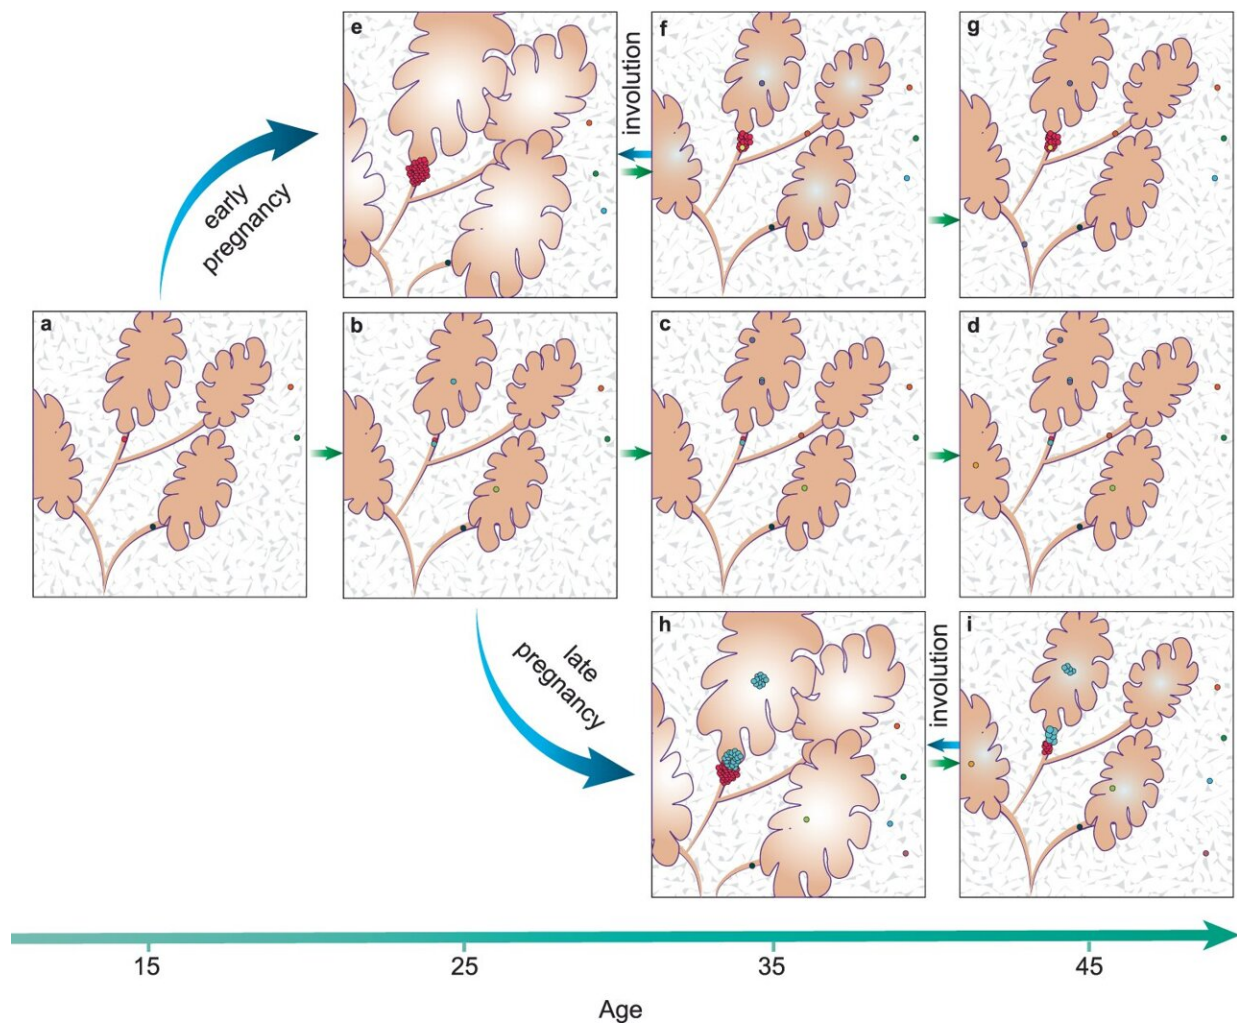 e
f
g
involution
early
pregnancy
a
b
c
d
h
i
late
pregnancy
involution
15
25
35
45
Age